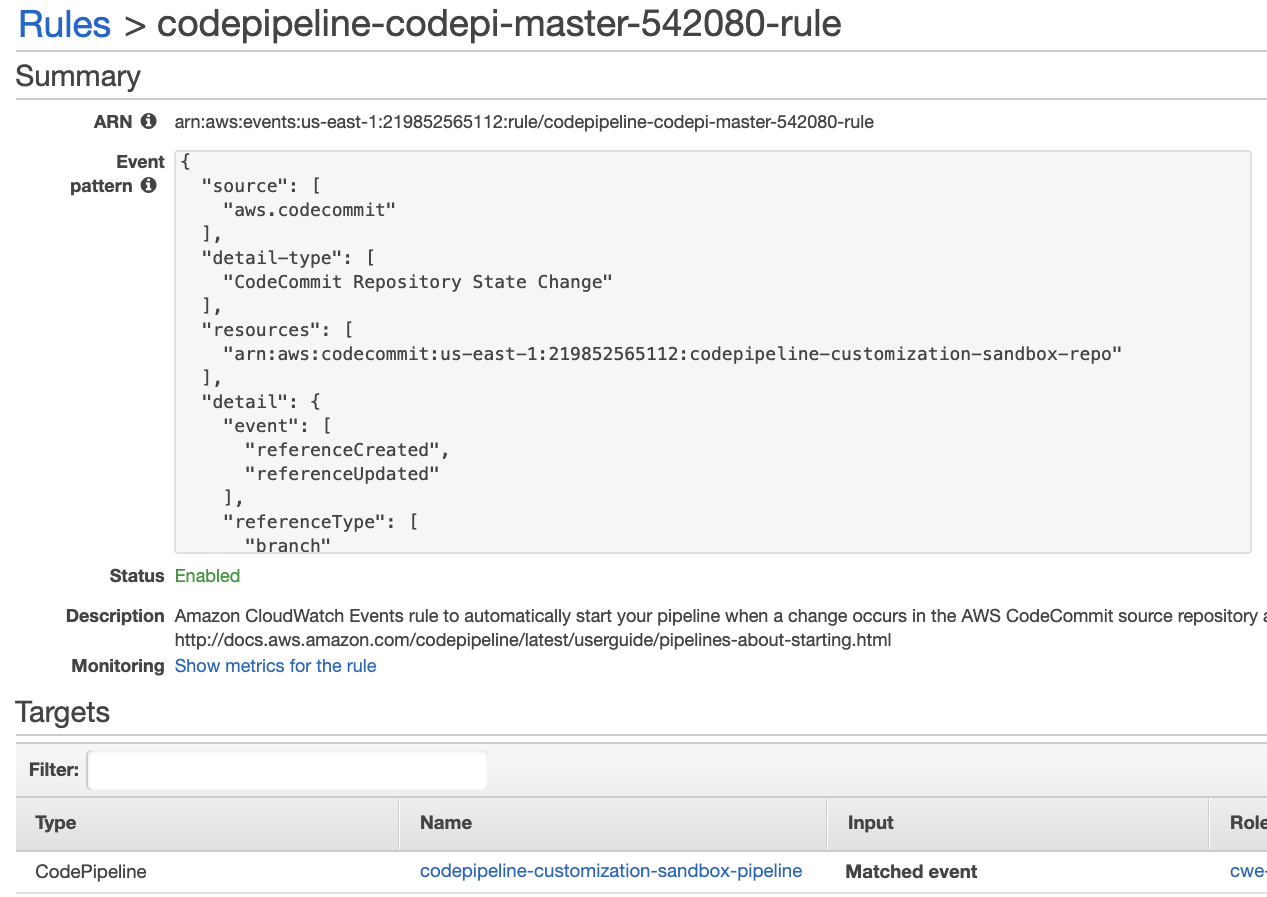 Rules > codepipeline-codepi-master-542080-rule
Summary
ARN arn:aws:events:us-east-1:219852565112:rule/codepipeline-codepi-master-542080-rule
Event pattern
{
  "source": [
    "aws.codecommit"
  ],
  "detail-type": [
    "CodeCommit Repository State Change"
  ],
  "resources": [
    "arn:aws:codecommit:us-east-1:219852565112:codepipeline-customization-sandbox-repo"
  ],
  "detail": {
    "event": [
      "referenceCreated",
      "referenceUpdated"
    ],
    "referenceType": [
      "branch"
Status Enabled
Description Amazon CloudWatch Events rule to automatically start your pipeline when a change occurs in the AWS CodeCommit source repository a
http://docs.aws.amazon.com/codepipeline/latest/userguide/pipelines-about-starting.html
Monitoring Show metrics for the rule
Targets
Filter:
Type Name Input Role
CodePipeline codepipeline-customization-sandbox-pipeline Matched event cwe-